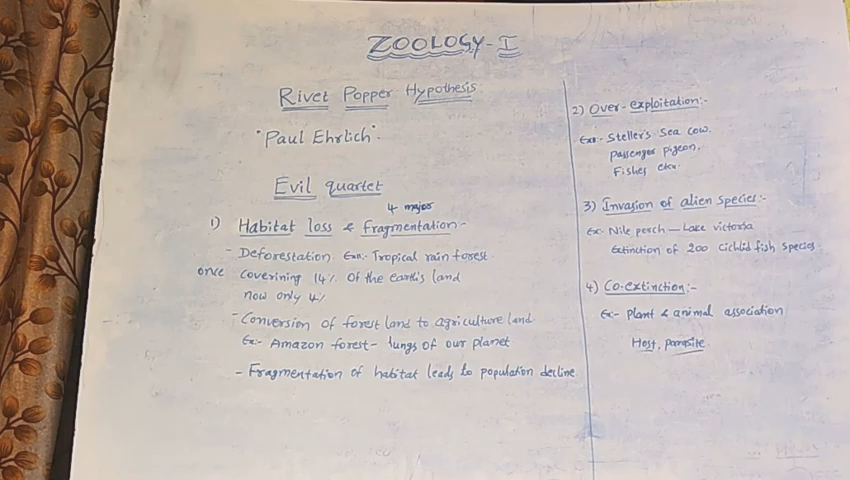 ZOOLOGY-I
Rivet Popper Hypothesis
"Paul Ehrlich".
Evil quartet
4 major
1) Habitat loss & fragmentation:-
- Deforestation Ex:- Tropical rain forest
once coverining 14% of the earth's land
now only 4%
- Conversion of forest land to agriculture land
Ex:- Amazon forest - lungs of our planet
- Fragmentation of habitat leads to population decline
2) Over-exploitation:-
Ex:- Steller's sea cow.
Passenger pigeon,
Fishes etc.
3) Invasion of alien species:-
Ex:- Nile perch — Lake victoria
Extinction of 200 cichlid fish species.
4) Co-extinction:-
Ex:- plant & animal association
Host, parasite